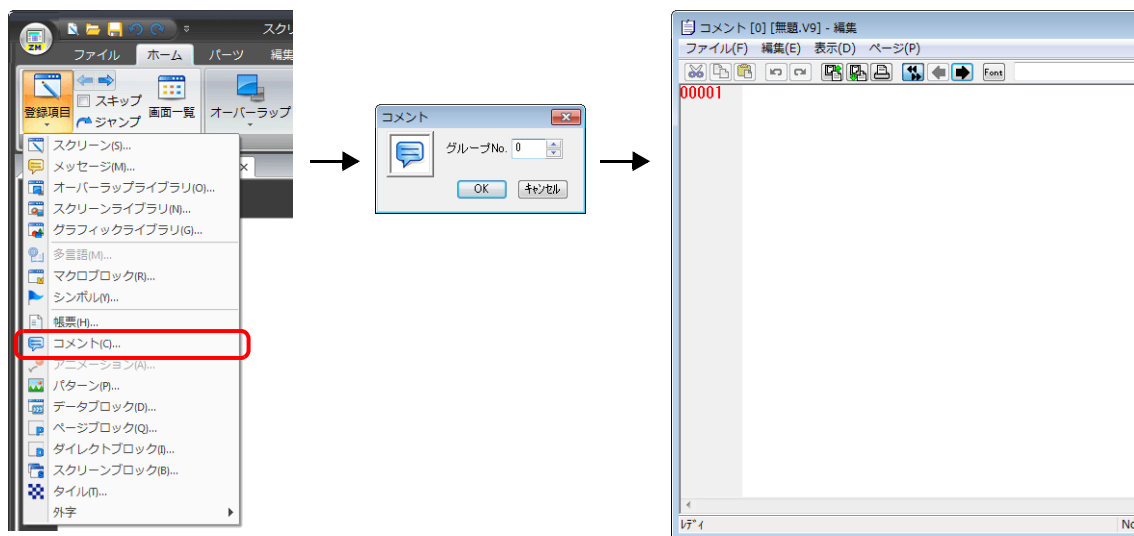 スクリ
ZM
ファイル ホーム パーツ 編集
登録項目
スキップ
ジャンプ
画面一覧
オーバーラップ
スクリーン(S)...
メッセージ(M)...
オーバーラップライブラリ(O)...
スクリーンライブラリ(N)...
グラフィックライブラリ(G)...
多言語(M)...
マクロブロック(R)...
シンボル(Y)...
帳票(H)...
コメント(C)...
アニメーション(A)...
パターン(P)...
データブロック(D)...
ページブロック(Q)...
ダイレクトブロック(I)...
スクリーンブロック(B)...
タイル(T)...
外字
コメント
グループNo. 0
OK キャンセル
コメント [0] [無題.V9] - 編集
ファイル(F) 編集(E) 表示(D) ページ(P)
Font
00001
レディ
No